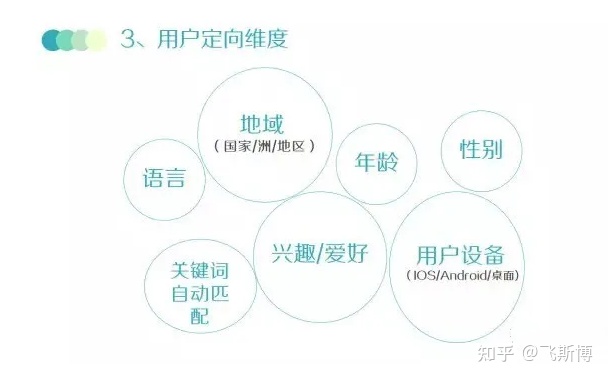 3、用户定向维度
地域
（国家/洲/地区）
语言
年龄
性别
兴趣/爱好
用户设备
（IOS/Android/桌面）
关键词
自动匹
配
知乎 @飞斯博